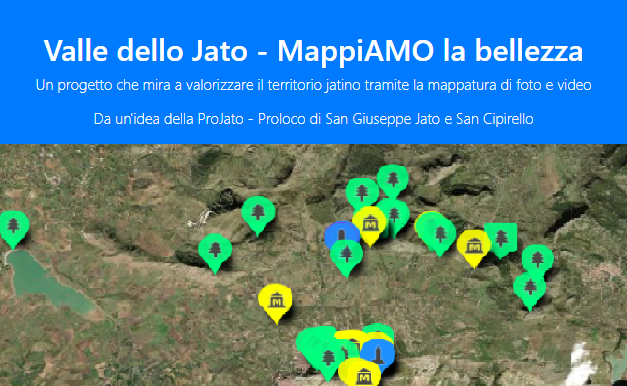 Valle dello Jato - MappiAMO la bellezza
Un progetto che mira a valorizzare il territorio jatino tramite la mappatura di foto e video
Da un'idea della ProJato - Proloco di San Giuseppe Jato e San Cipirello